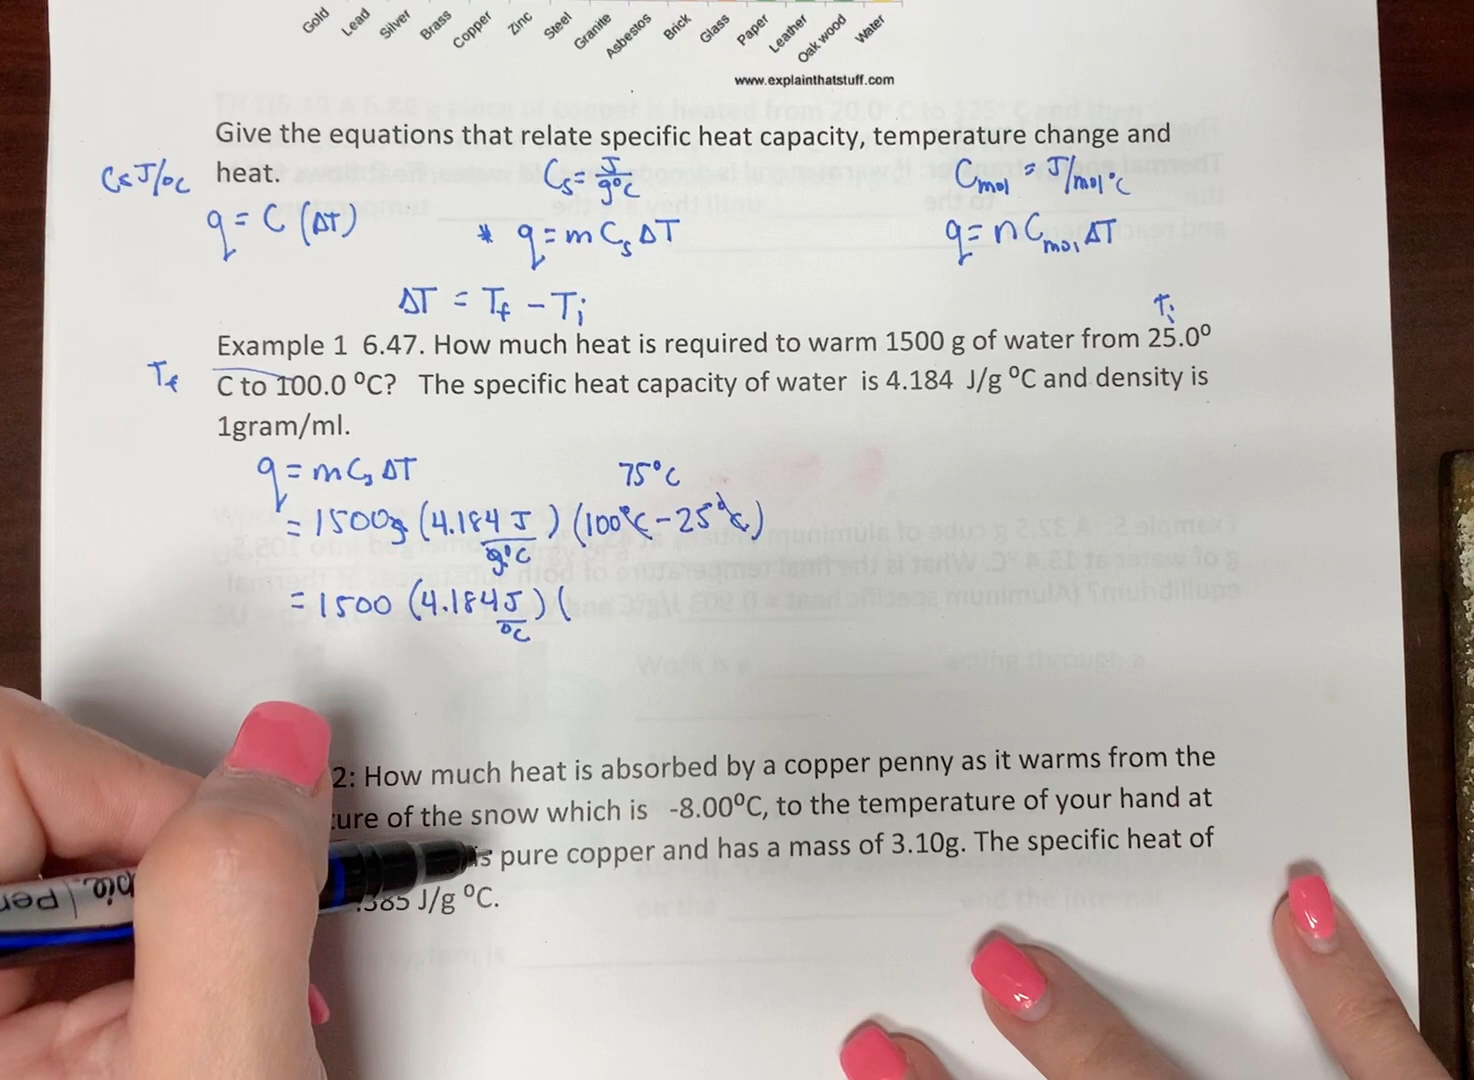 Gold Lead Silver Brass Copper Zinc Steel Granite Asbestos Brick Glass Paper Leather Oak wood Water
www.explainthatstuff.com
Give the equations that relate specific heat capacity, temperature change and
heat.
C≤J/°C
Cs= J/g°C
Cmol = J/mol°C
q = C (ΔT)
* q = m Cs ΔT
q = n Cmol ΔT
ΔT = Tf - Ti
Ti
Example 1 6.47. How much heat is required to warm 1500 g of water from 25.0⁰
Tf
C to 100.0 ⁰C? The specific heat capacity of water is 4.184 J/g ⁰C and density is
1gram/ml.
q = m Cs ΔT
75°C
= 1500g (4.184 J/g°C) (100°C - 25°C)
= 1500 (4.184 J/°C) (
2: How much heat is absorbed by a copper penny as it warms from the
ure of the snow which is -8.00⁰C, to the temperature of your hand at
is pure copper and has a mass of 3.10g. The specific heat of
.385 J/g ⁰C.